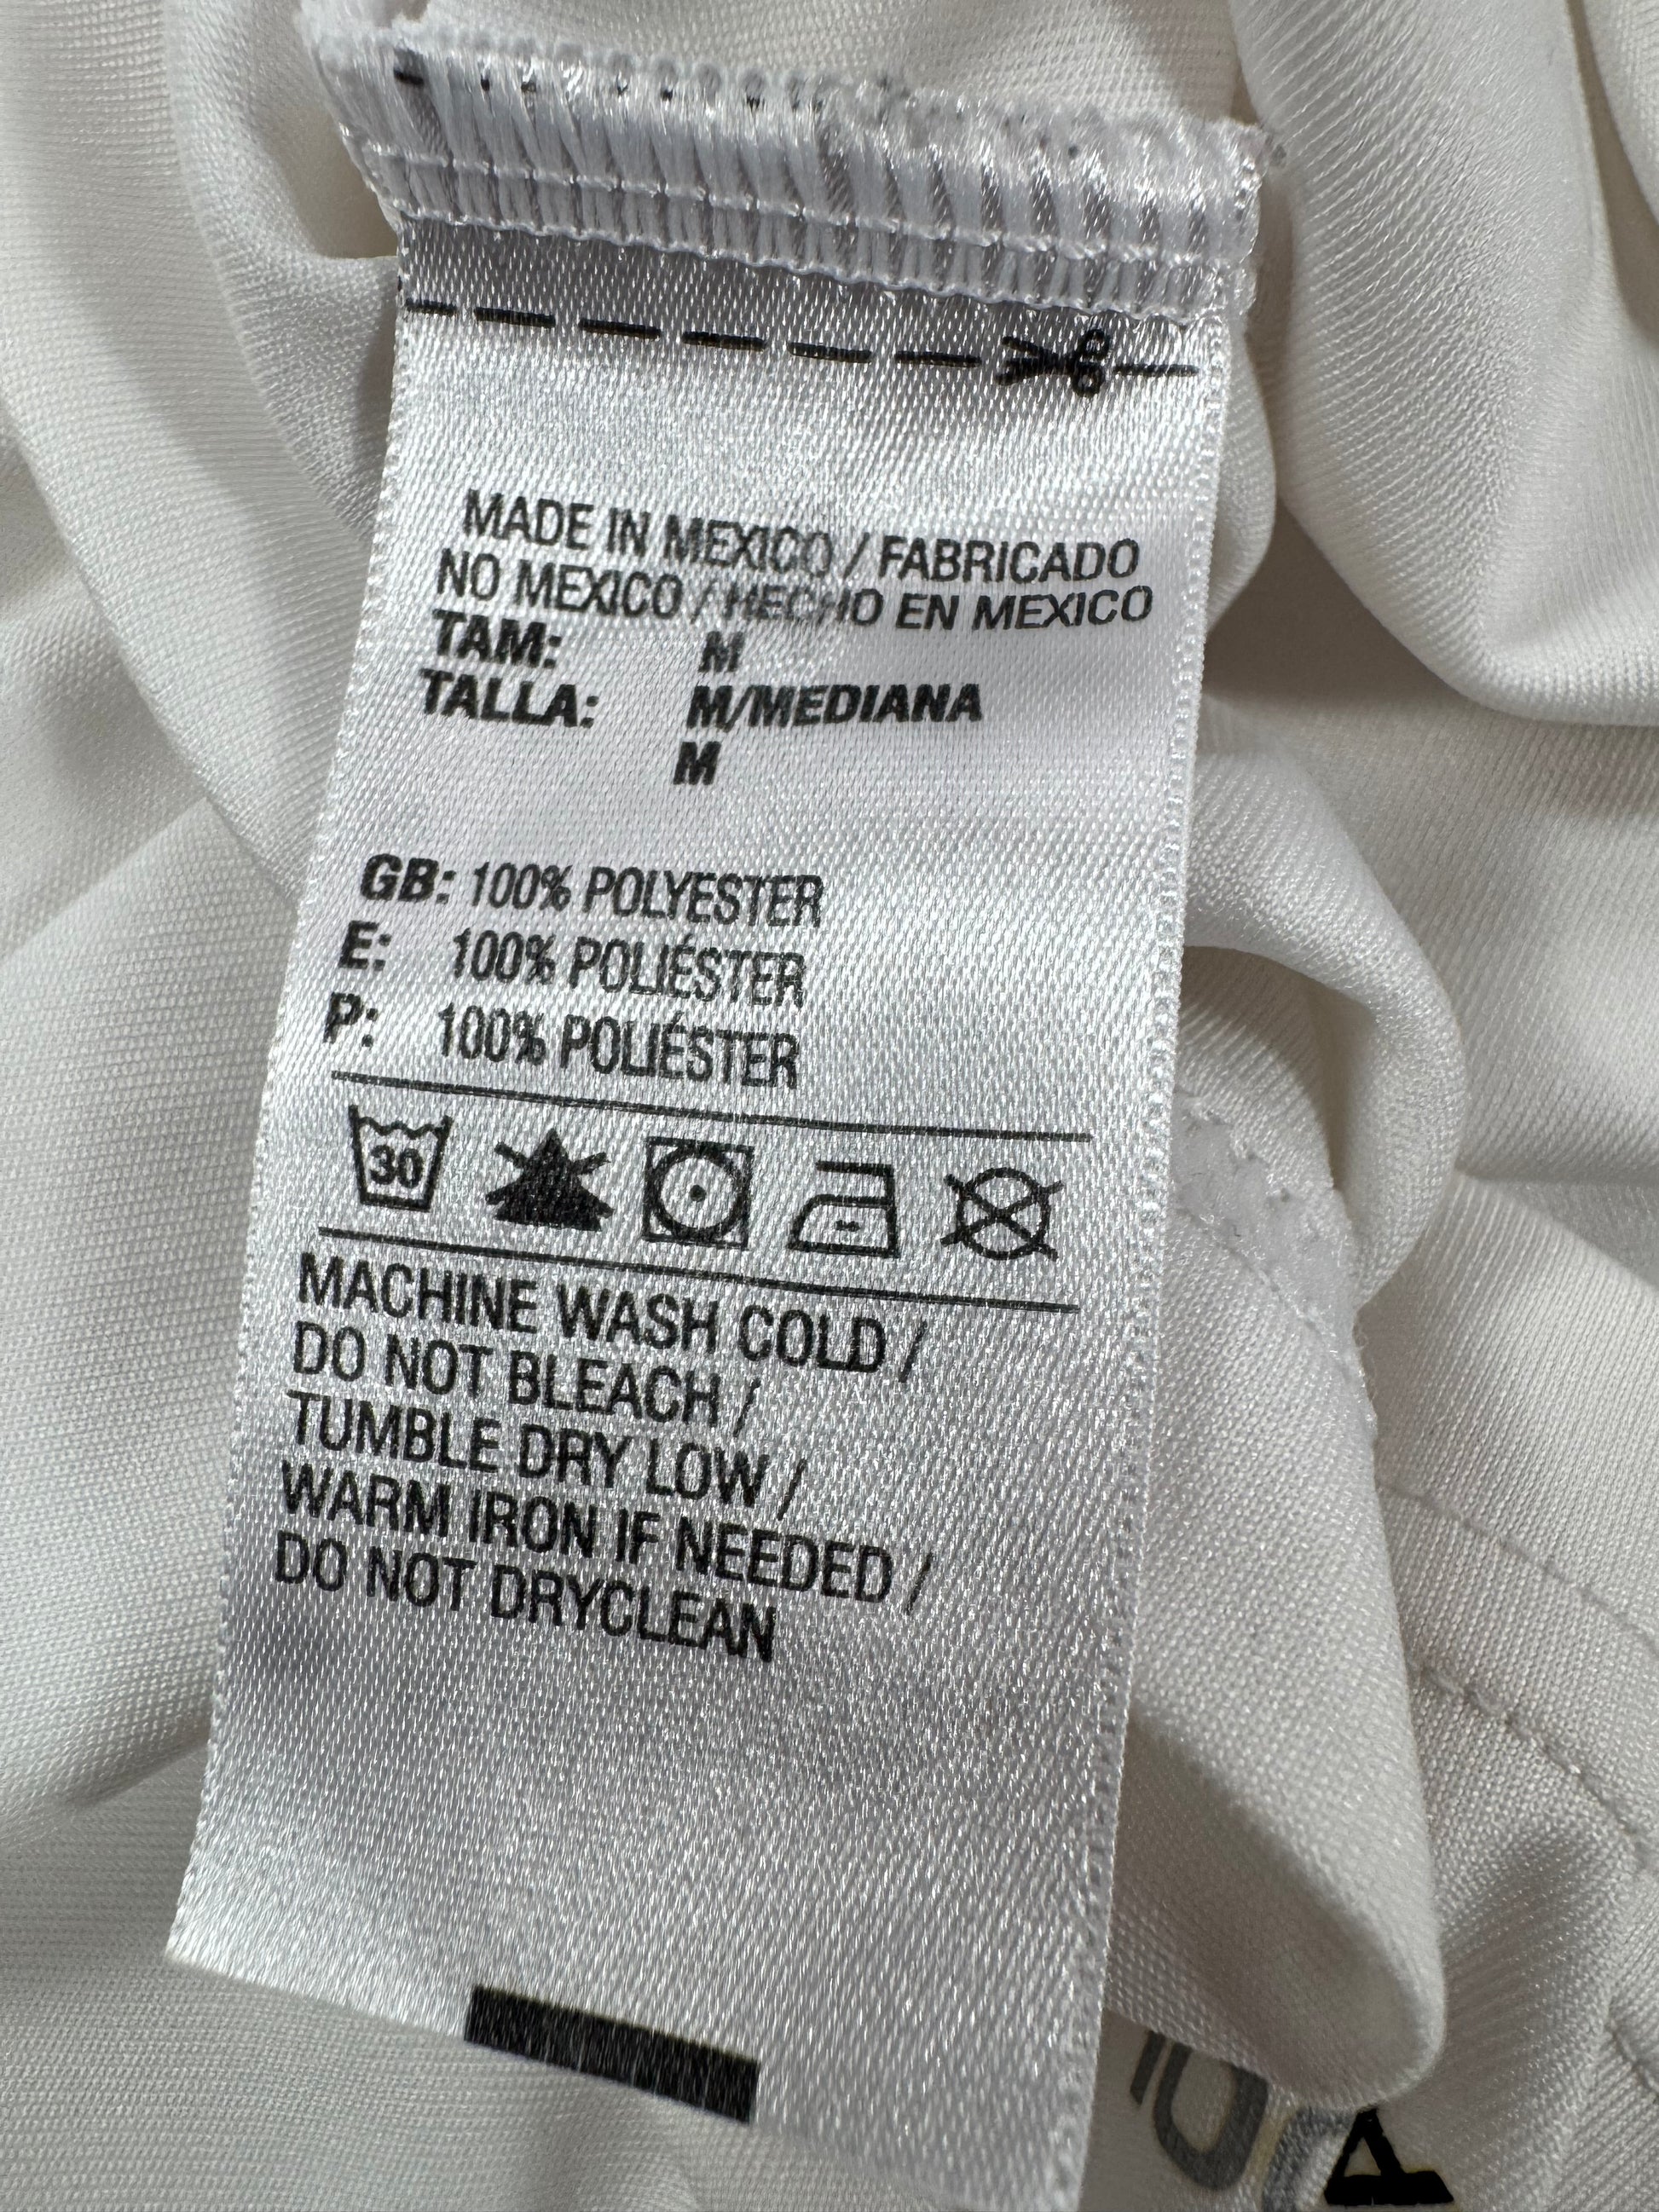 MADE IN MEXICO / FABRICADO
NO MEXICO / HECHO EN MEXICO
TAM: M
TALLA: M/MEDIANA
M
GB: 100% POLYESTER
E: 100% POLIÉSTER
P: 100% POLIÉSTER
30
MACHINE WASH COLD /
DO NOT BLEACH /
TUMBLE DRY LOW /
WARM IRON IF NEEDED /
DO NOT DRYCLEAN